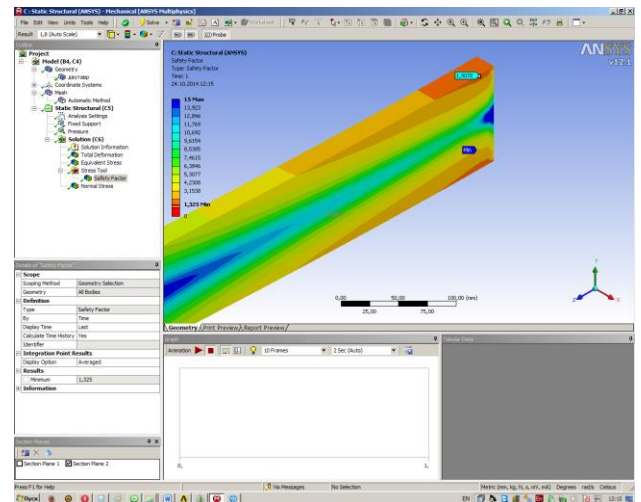 C: Static Structural (ANSYS) - Mechanical [ANSYS Multiphysics]
File Edit View Units Tools Help Solve
Result 1,8 (Auto Scale) Probe
Outline
Project
Model (B4, C4)
Geometry
двутавр
Coordinate Systems
Mesh
Automatic Method
Static Structural (C5)
Analysis Settings
Fixed Support
Pressure
Solution (C6)
Solution Information
Total Deformation
Equivalent Stress
Stress Tool
Safety Factor
Normal Stress
Details of "Safety Factor"
Scope
Scoping Method Geometry Selection
Geometry All Bodies
Definition
Type Safety Factor
By Time
Display Time Last
Calculate Time History Yes
Identifier
Integration Point Results
Display Option Averaged
Results
Minimum 1,325
Information
Section Planes
Section Plane 1 Section Plane 2
C: Static Structural (ANSYS)
Safety Factor
Type: Safety Factor
Time: 1
24.10.2014 12:15
15 Max
13,923
12,846
11,769
10,692
9,6154
8,5385
7,4615
6,3846
5,3077
4,2308
3,1538
1,325 Min
0
Min
ANSYS
v12.1
0,00 50,00 100,00 (mm)
25,00 75,00
Y
Z X
Geometry Print Preview Report Preview
Graph
Animation 10 Frames 2 Sec (Auto)
0, 1,
Tabular Data
Press F1 for Help No Messages No Selection Metric (mm, kg, N, s, mV, mA) Degrees rad/s Celsius
Пуск EN 12:15